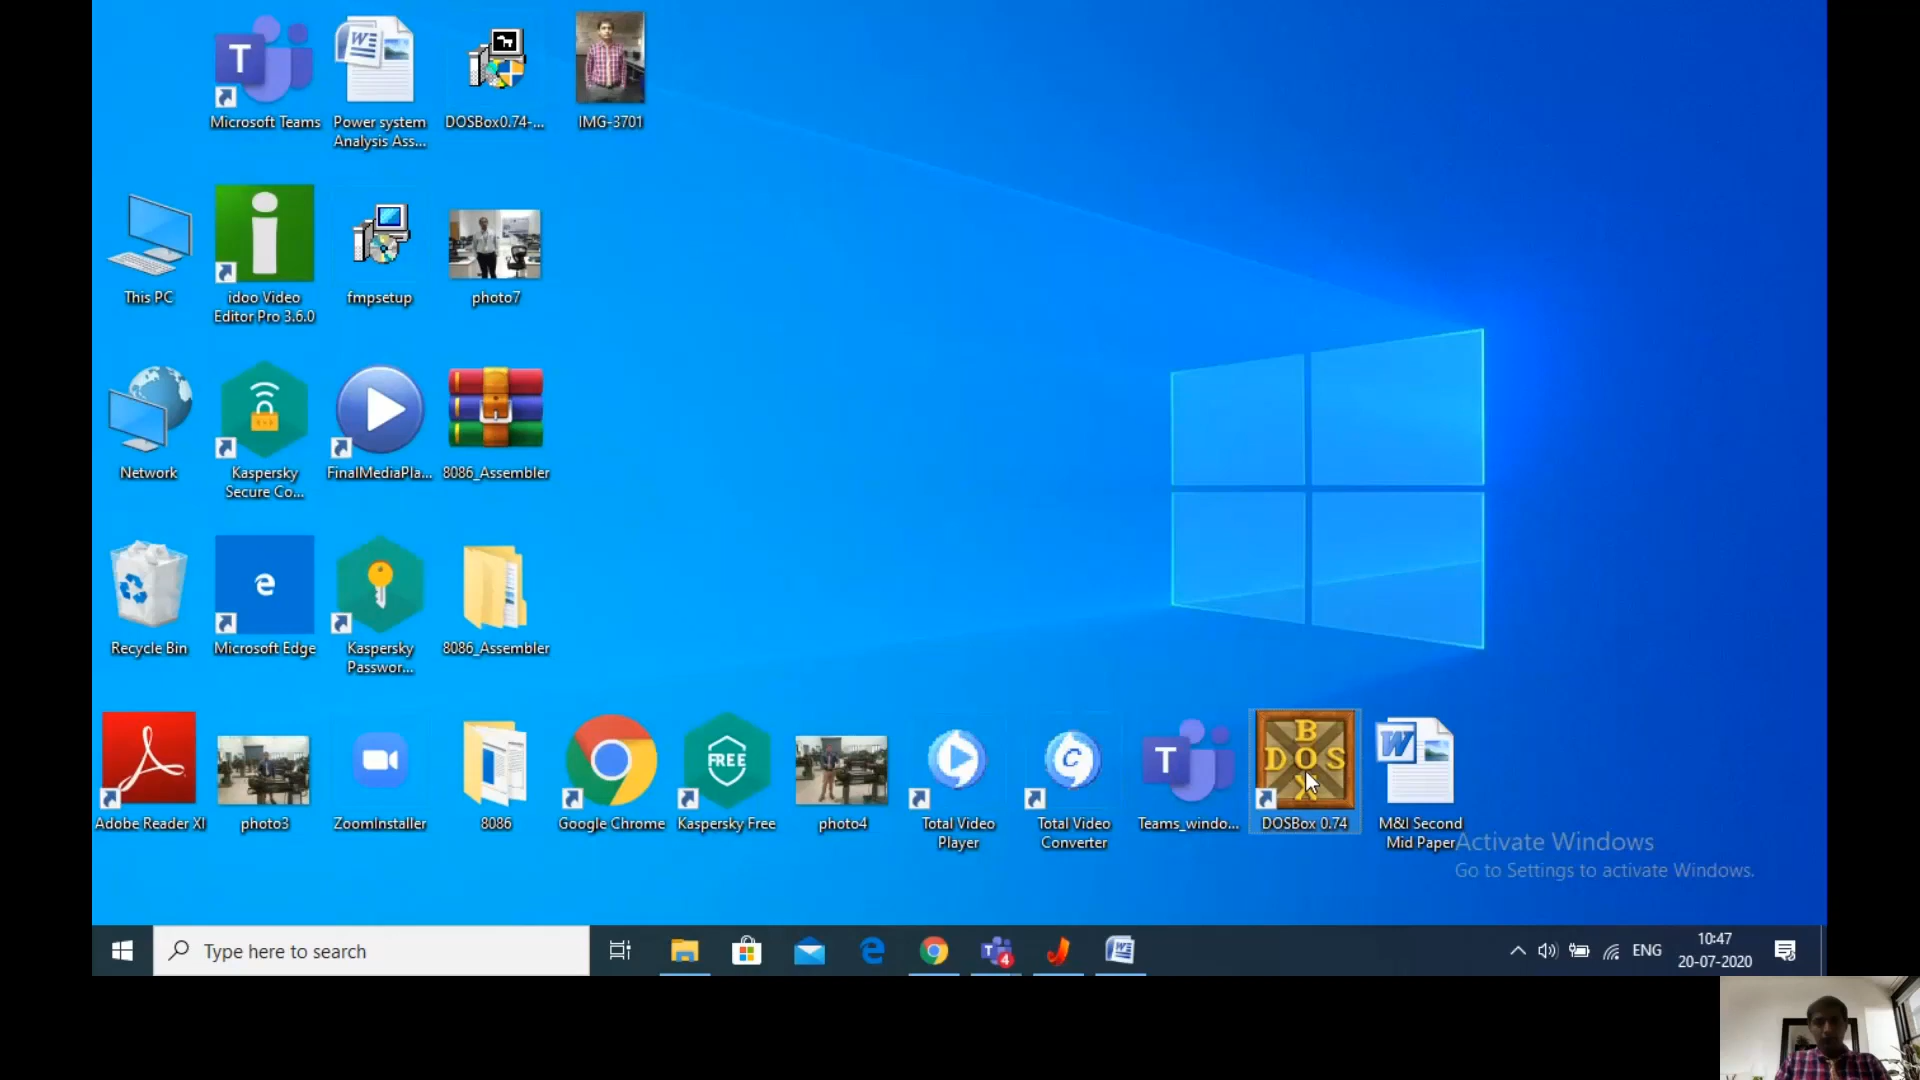 T
Microsoft Teams
W
Power system
Analysis Ass...
DOSBox0.74-...
IMG-3701
This PC
idoo Video
Editor Pro 3.6.0
fmpsetup
photo7
Network
Kaspersky
Secure Co...
FinalMediaPla...
8086_Assembler
Recycle Bin
Microsoft Edge
Kaspersky
Passwor...
8086_Assembler
Adobe Reader XI
photo3
ZoomInstaller
8086
Google Chrome
FREE
Kaspersky Free
photo4
Total Video
Player
C
Total Video
Converter
T
Teams_windo...
B
DOS
X
DOSBox 0.74
W
M&I Second
Mid Paper
Activate Windows
Go to Settings to activate Windows.
Type here to search
4
W
ENG
10:47
20-07-2020